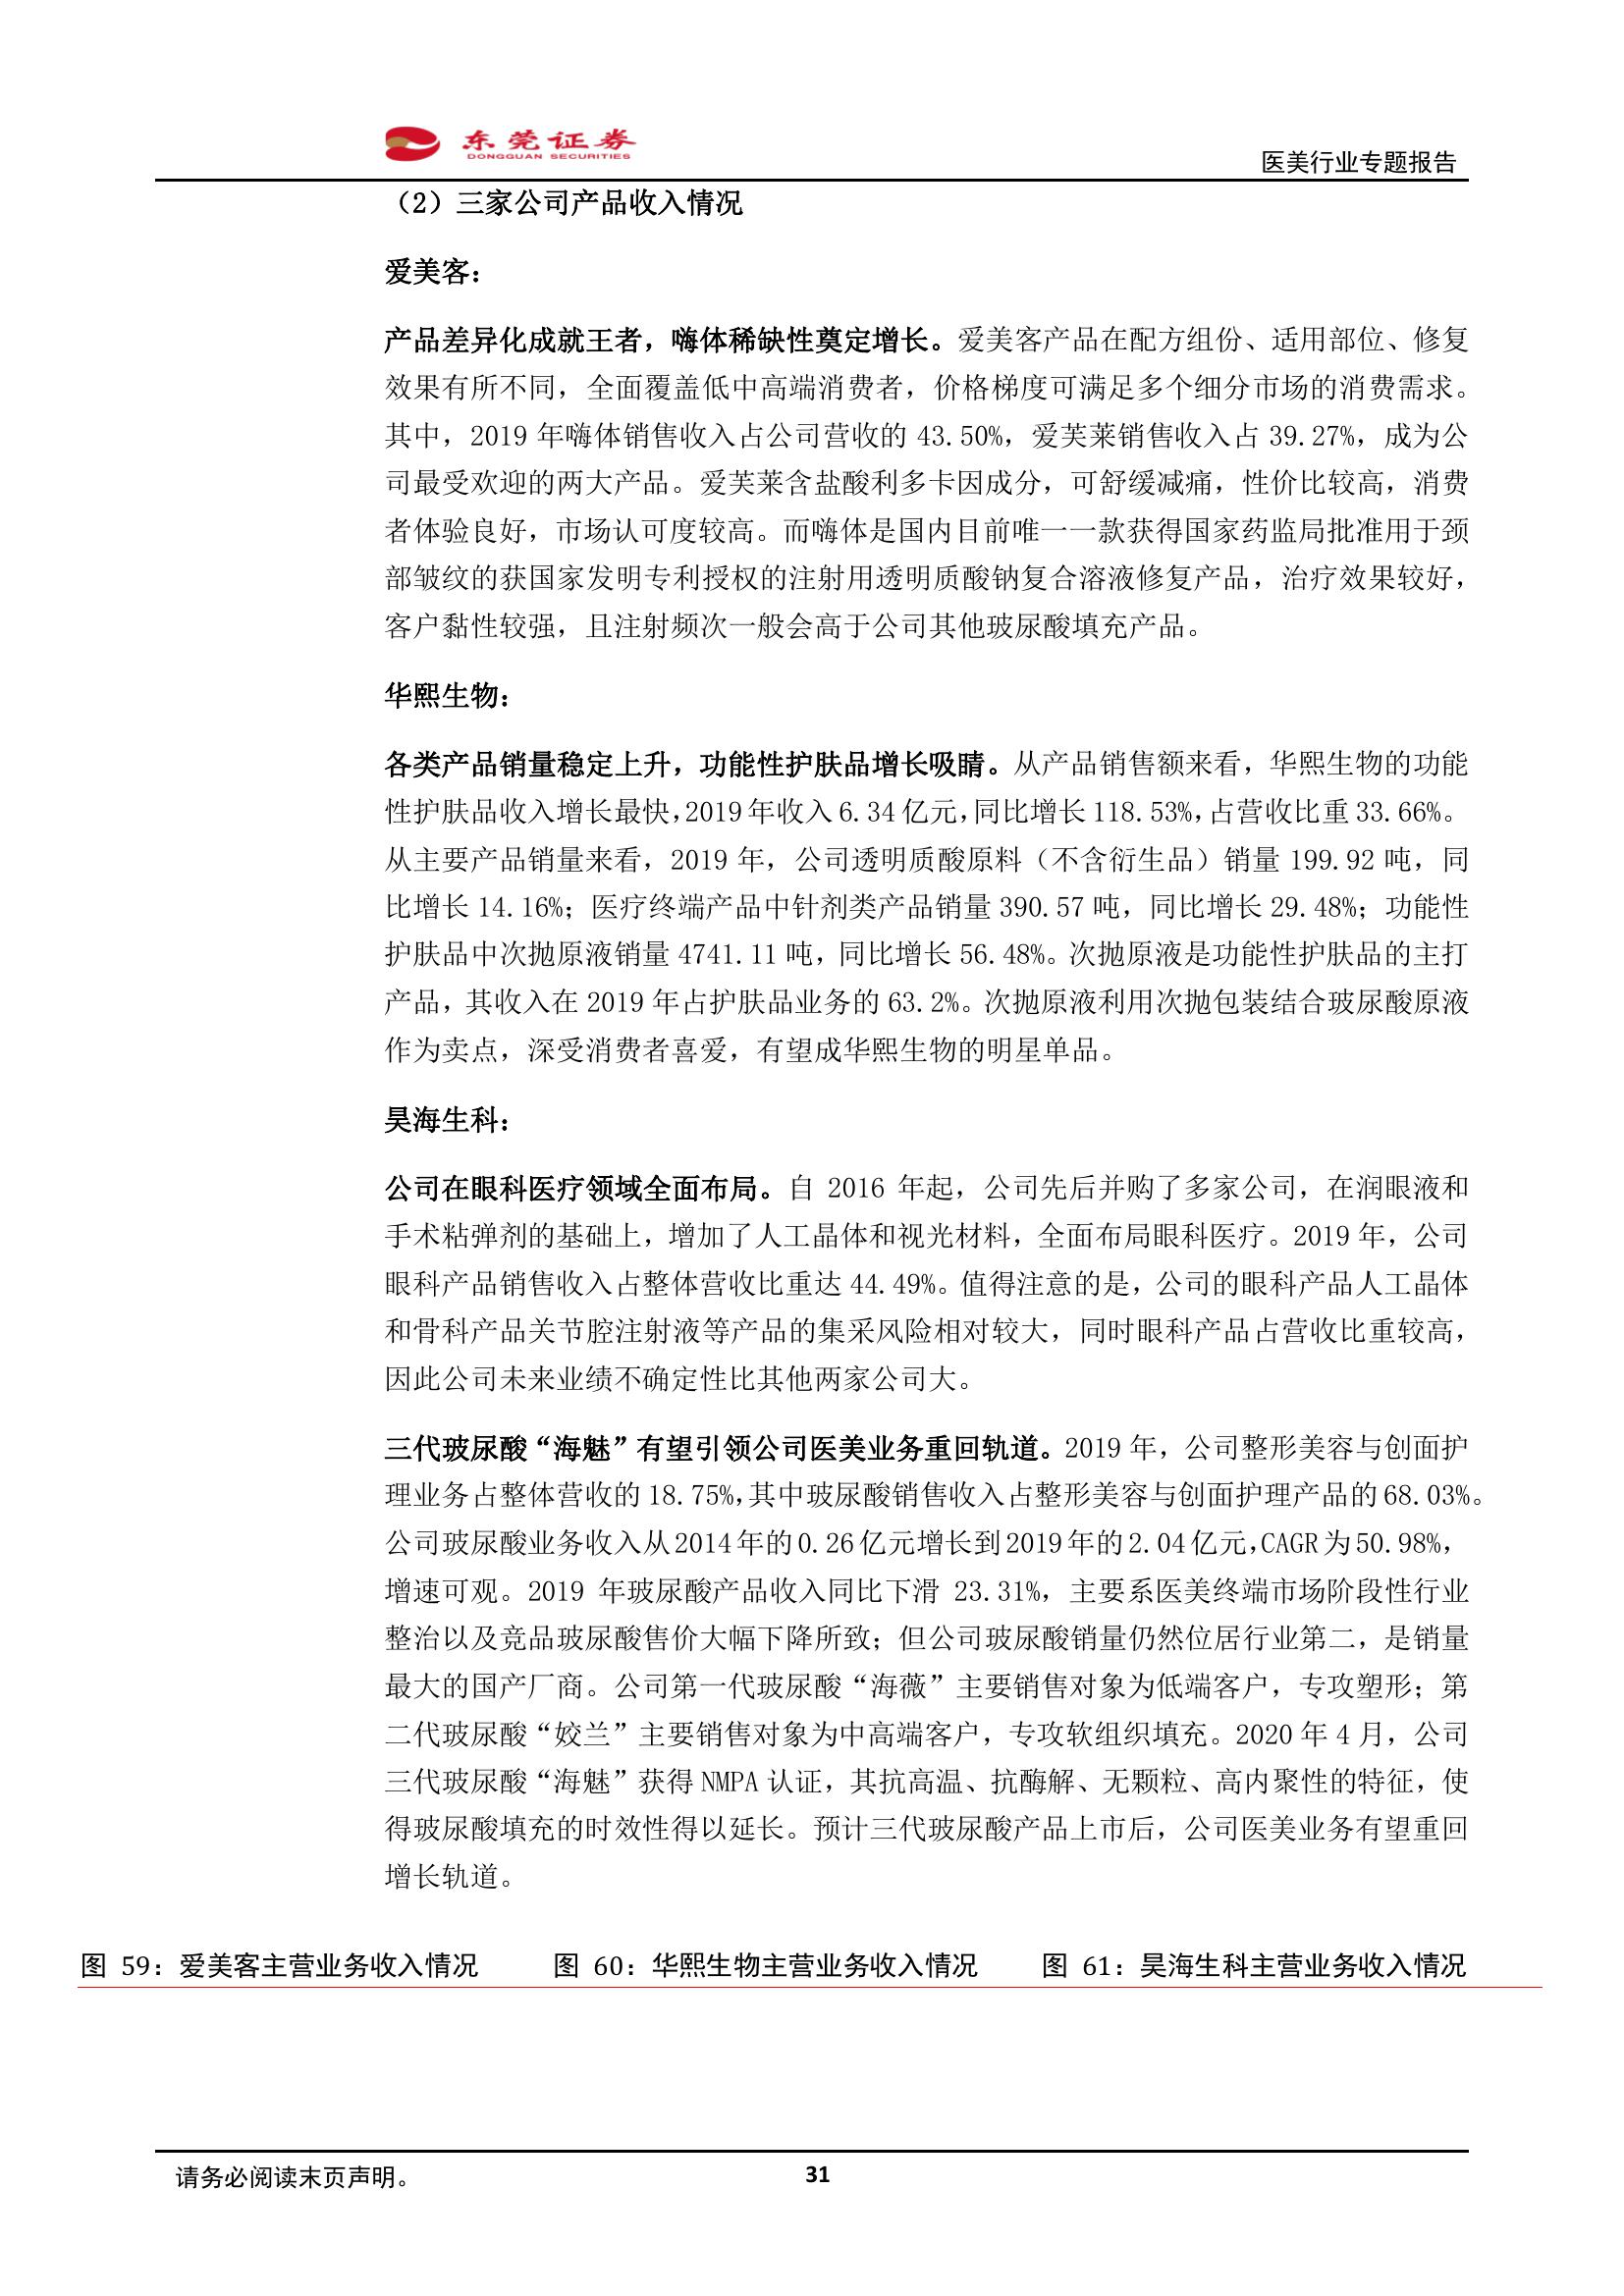 东莞证券
DONGGUAN SECURITIES
医美行业专题报告
（2）三家公司产品收入情况
爱美客：
产品差异化成就王者，嗨体稀缺性奠定增长。爱美客产品在配方组份、适用部位、修复
效果有所不同，全面覆盖低中高端消费者，价格梯度可满足多个细分市场的消费需求。
其中，2019 年嗨体销售收入占公司营收的 43.50%，爱芙莱销售收入占 39.27%，成为公
司最受欢迎的两大产品。爱芙莱含盐酸利多卡因成分，可舒缓减痛，性价比较高，消费
者体验良好，市场认可度较高。而嗨体是国内目前唯一一款获得国家药监局批准用于颈
部皱纹的获国家发明专利授权的注射用透明质酸钠复合溶液修复产品，治疗效果较好，
客户黏性较强，且注射频次一般会高于公司其他玻尿酸填充产品。
华熙生物：
各类产品销量稳定上升，功能性护肤品增长吸睛。从产品销售额来看，华熙生物的功能
性护肤品收入增长最快，2019 年收入 6.34 亿元，同比增长 118.53%，占营收比重 33.66%。
从主要产品销量来看，2019 年，公司透明质酸原料（不含衍生品）销量 199.92 吨，同
比增长 14.16%；医疗终端产品中针剂类产品销量 390.57 吨，同比增长 29.48%；功能性
护肤品中次抛原液销量 4741.11 吨，同比增长 56.48%。次抛原液是功能性护肤品的主打
产品，其收入在 2019 年占护肤品业务的 63.2%。次抛原液利用次抛包装结合玻尿酸原液
作为卖点，深受消费者喜爱，有望成华熙生物的明星单品。
昊海生科：
公司在眼科医疗领域全面布局。自 2016 年起，公司先后并购了多家公司，在润眼液和
手术粘弹剂的基础上，增加了人工晶体和视光材料，全面布局眼科医疗。2019 年，公司
眼科产品销售收入占整体营收比重达 44.49%。值得注意的是，公司的眼科产品人工晶体
和骨科产品关节腔注射液等产品的集采风险相对较大，同时眼科产品占营收比重较高，
因此公司未来业绩不确定性比其他两家公司大。
三代玻尿酸“海魅”有望引领公司医美业务重回轨道。2019 年，公司整形美容与创面护
理业务占整体营收的 18.75%，其中玻尿酸销售收入占整形美容与创面护理产品的 68.03%。
公司玻尿酸业务收入从 2014 年的 0.26 亿元增长到 2019 年的 2.04 亿元，CAGR 为 50.98%，
增速可观。2019 年玻尿酸产品收入同比下滑 23.31%，主要系医美终端市场阶段性行业
整治以及竞品玻尿酸售价大幅下降所致；但公司玻尿酸销量仍然位居行业第二，是销量
最大的国产厂商。公司第一代玻尿酸“海薇”主要销售对象为低端客户，专攻塑形；第
二代玻尿酸“姣兰”主要销售对象为中高端客户，专攻软组织填充。2020 年 4 月，公司
三代玻尿酸“海魅”获得 NMPA 认证，其抗高温、抗酶解、无颗粒、高内聚性的特征，使
得玻尿酸填充的时效性得以延长。预计三代玻尿酸产品上市后，公司医美业务有望重回
增长轨道。
图 59：爱美客主营业务收入情况 图 60：华熙生物主营业务收入情况 图 61：昊海生科主营业务收入情况
请务必阅读末页声明。 31